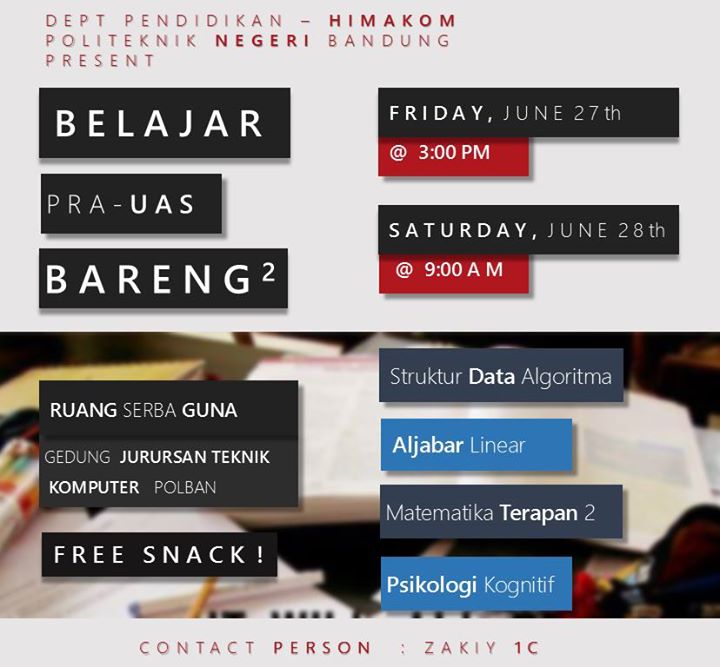 DEPT PENDIDIKAN – HIMAKOM
POLITEKNIK NEGERI BANDUNG
PRESENT
BELAJAR
PRA-UAS
BARENG²
FRIDAY, JUNE 27th
@ 3:00 PM
SATURDAY, JUNE 28th
@ 9:00 A M
RUANG SERBA GUNA
GEDUNG JURURSAN TEKNIK
KOMPUTER POLBAN
FREE SNACK !
Struktur Data Algoritma
Aljabar Linear
Matematika Terapan 2
Psikologi Kognitif
CONTACT PERSON : ZAKIY 1C